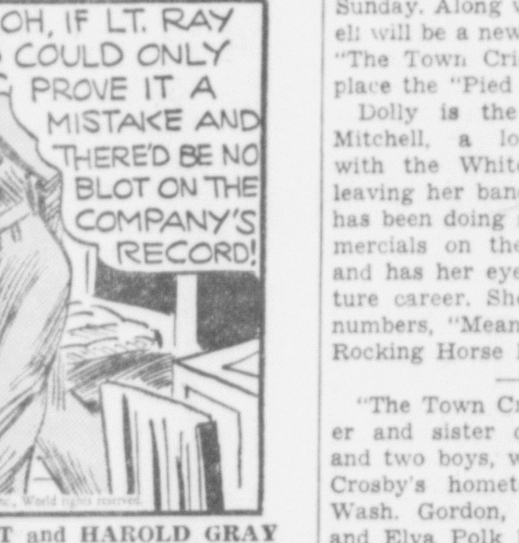 OH, IF LT. RAY
COULD ONLY
PROVE IT A
MISTAKE AND
THERE'D BE NO
BLOT ON THE
COMPANY'S
RECORD!
nc., World rights reserved.
T and HAROLD GRAY
Sunday. Along
eli will be a new
"The Town Cri
place the "Pied
Dolly is the
Mitchell, a lo
with the White
leaving her ban
has been doing
mercials on the
and has her eye
ture career. She
numbers, "Mean
Rocking Horse
"The Town Cr
er and sister
and two boys, w
Crosby's homet
Wash. Gordon,
and Elva Polk